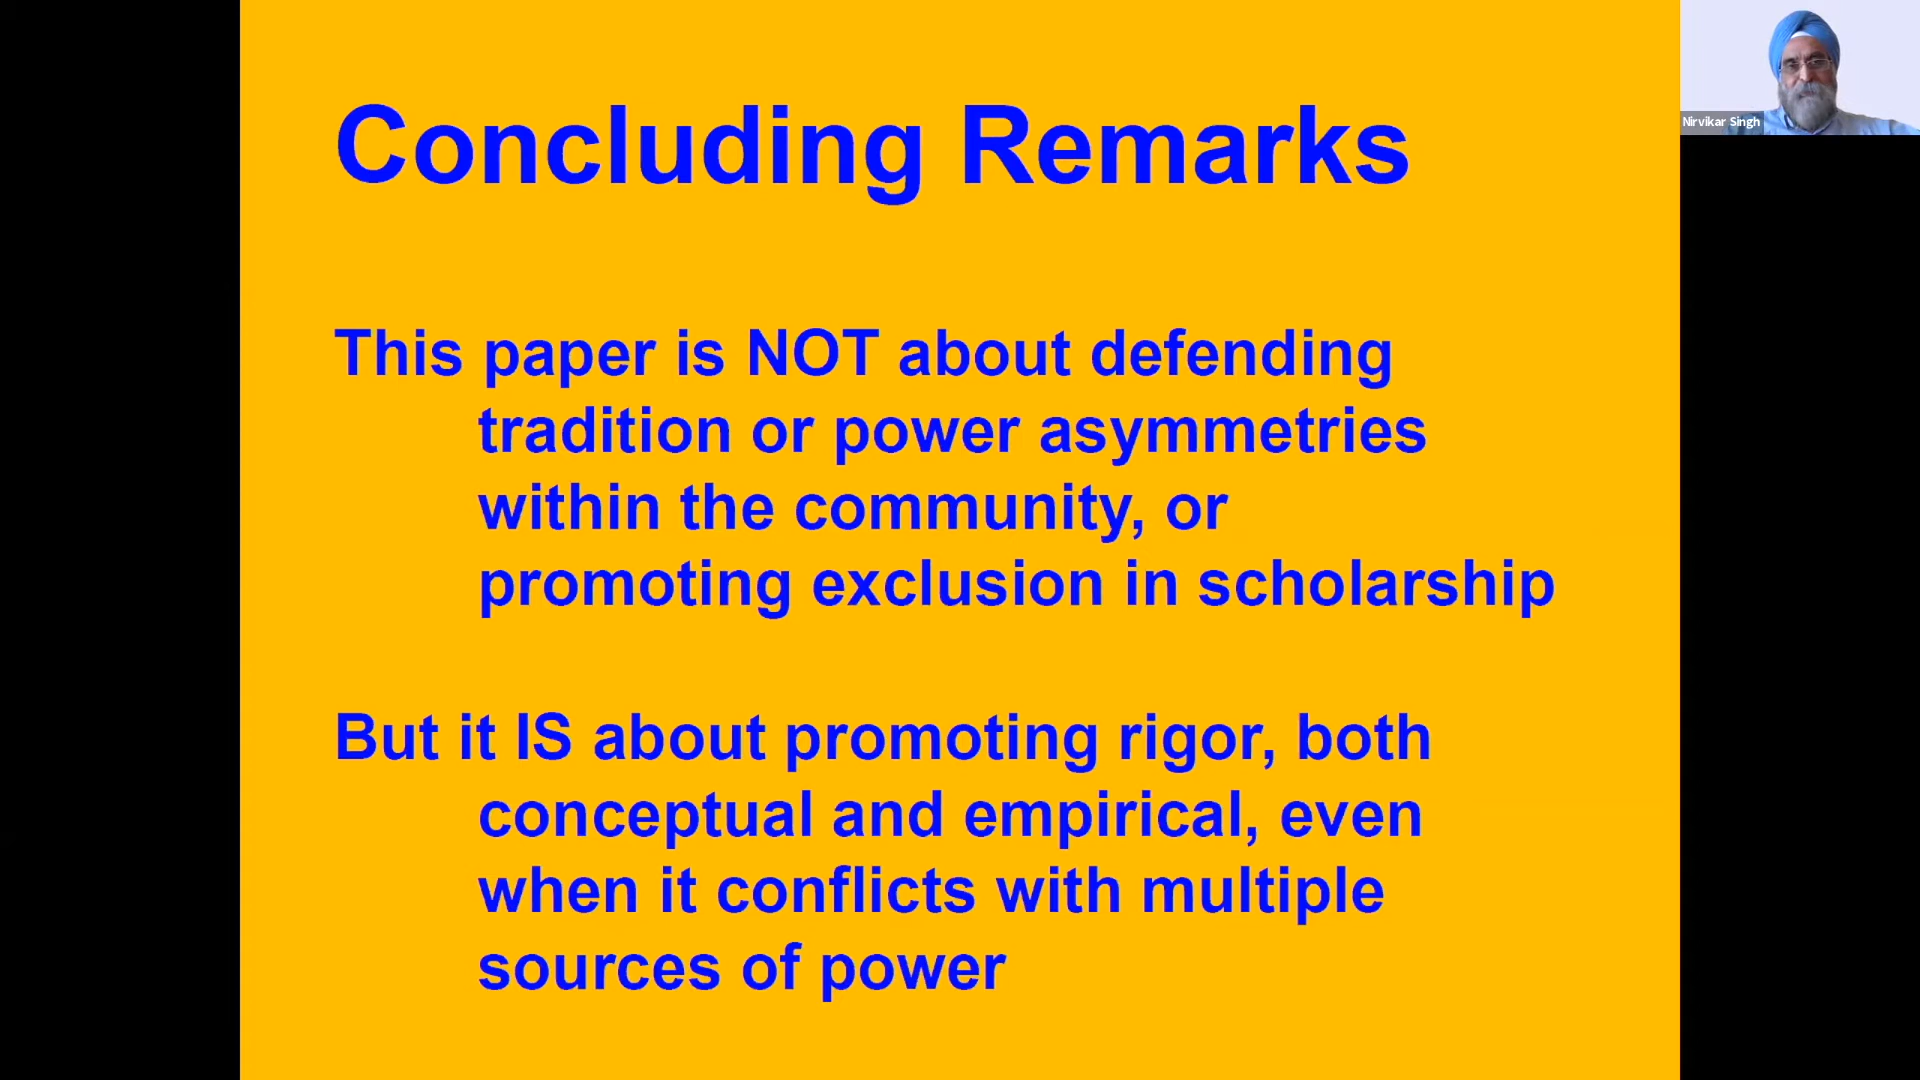 Concluding Remarks
Nirvikar Singh
This paper is NOT about defending
tradition or power asymmetries
within the community, or
promoting exclusion in scholarship
But it IS about promoting rigor, both
conceptual and empirical, even
when it conflicts with multiple
sources of power